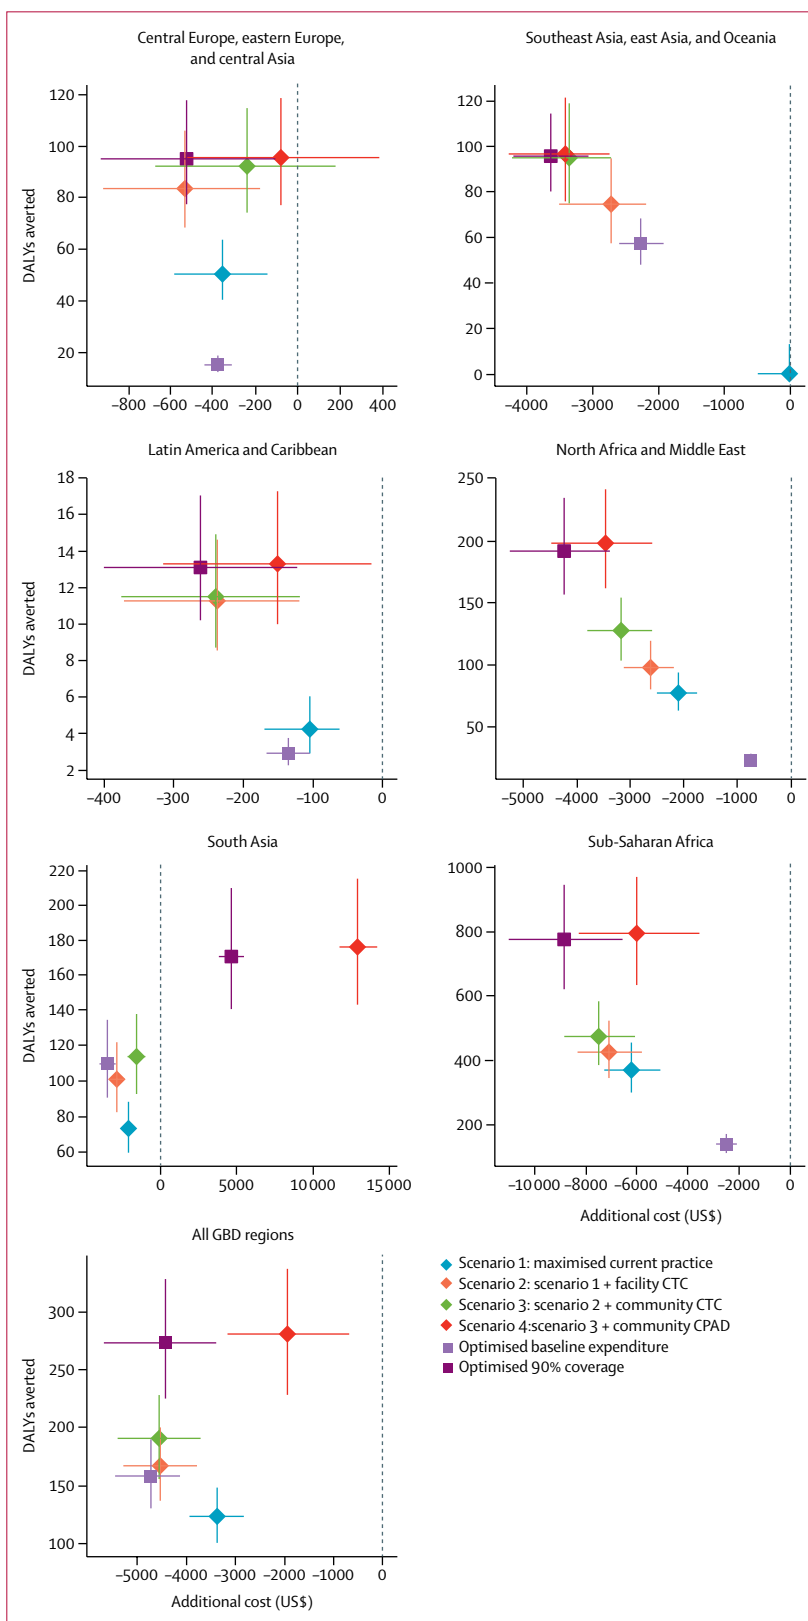 Central Europe, eastern Europe,
and central Asia
DALYs averted
120
100
80
60
40
20
–800 –600 –400 –200 0 200 400
Southeast Asia, east Asia, and Oceania
120
100
80
60
40
20
0
–4000 –3000 –2000 –1000 0
Latin America and Caribbean
DALYs averted
18
16
14
12
10
8
6
4
2
–400 –300 –200 –100 0
North Africa and Middle East
250
200
150
100
50
–5000 –4000 –3000 –2000 –1000 0
South Asia
DALYs averted
220
200
180
160
140
120
100
80
60
0 5000 10 000 15 000
Sub-Saharan Africa
1000
800
600
400
200
–10 000 –8000 –6000 –4000 –2000 0
Additional cost (US$)
All GBD regions
DALYs averted
300
250
200
150
100
–5000 –4000 –3000 –2000 –1000 0
Additional cost (US$)
Scenario 1: maximised current practice
Scenario 2: scenario 1 + facility CTC
Scenario 3: scenario 2 + community CTC
Scenario 4:scenario 3 + community CPAD
Optimised baseline expenditure
Optimised 90% coverage